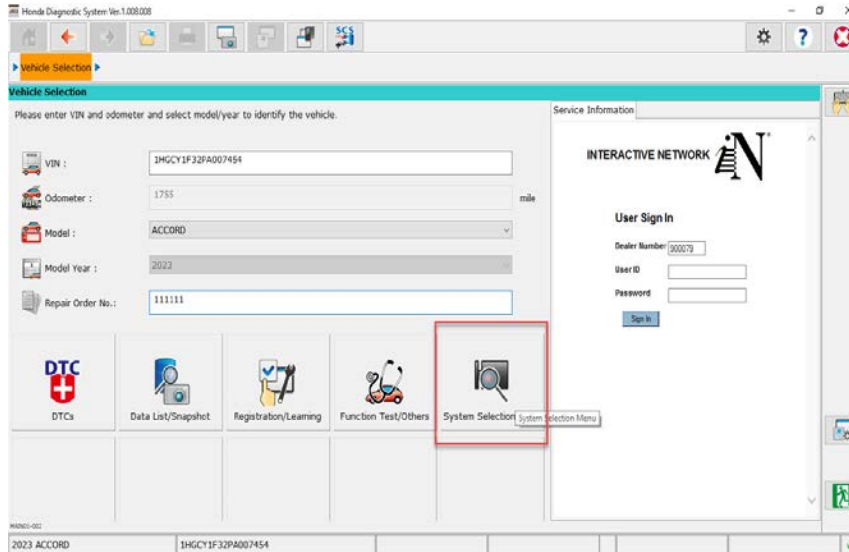 Honda Diagnostic System Ver.1.008.008
SCS
Vehicle Selection
Vehicle Selection
Please enter VIN and odometer and select model/year to identify the vehicle.
VIN :
1HGCY1F32PA007454
Odometer :
1755
mile
Model :
ACCORD
Model Year :
2023
Repair Order No.:
111111
DTC
DTCs
Data List/Snapshot
Registration/Learning
Function Test/Others
System Selection
System Selection Menu
Service Information
INTERACTIVE NETWORK
iN
User Sign In
Dealer Number
900079
User ID
Password
Sign In
2023 ACCORD
1HGCY1F32PA007454